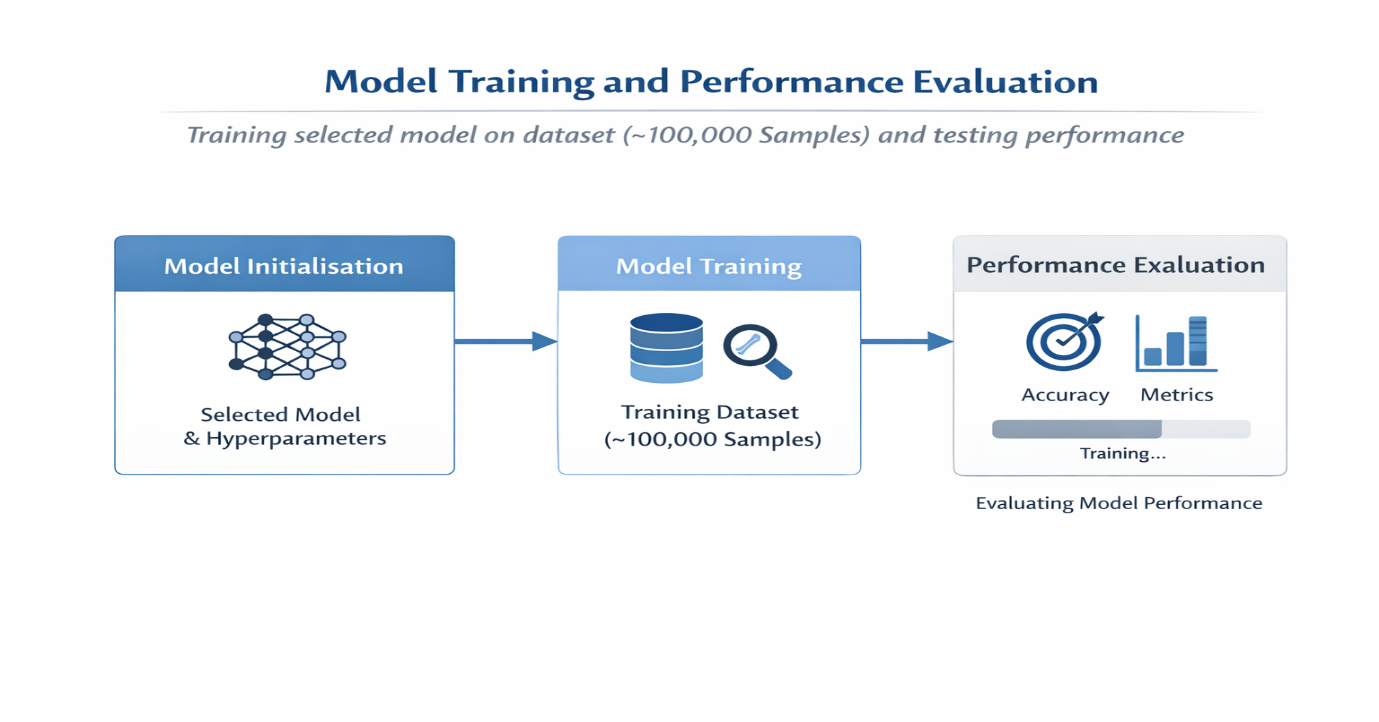 Model Training and Performance Evaluation
Training selected model on dataset (~100,000 Samples) and testing performance
Model Initialisation
Selected Model
& Hyperparameters
Model Training
Training Dataset
(~100,000 Samples)
Performance Evaluation
Accuracy
Metrics
Training...
Evaluating Model Performance